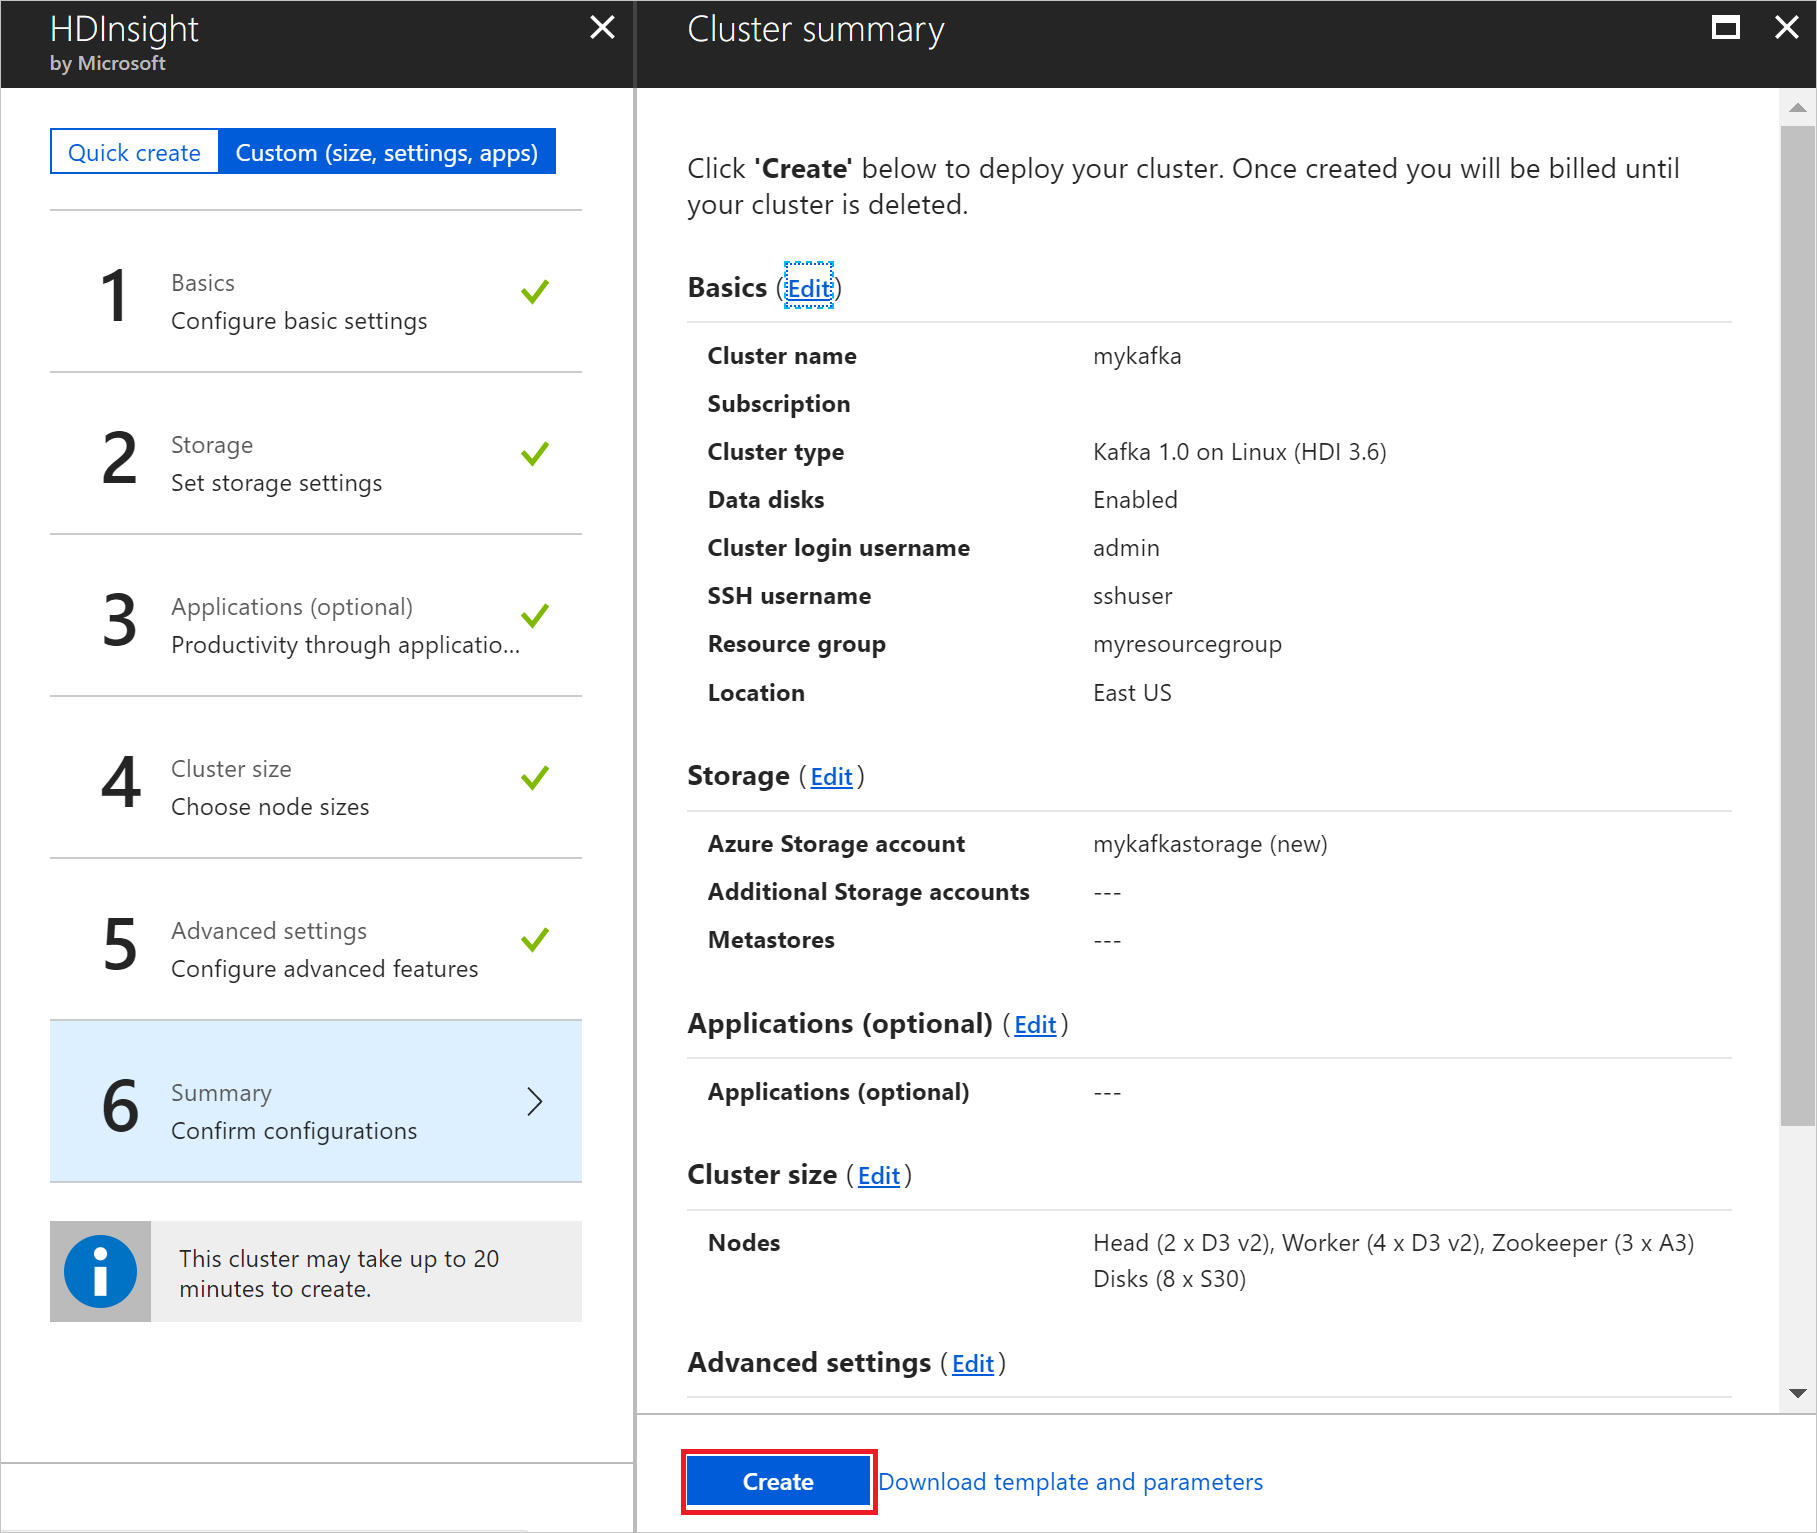 HDInsight
by Microsoft
Quick create
Custom (size, settings, apps)
1
Basics
Configure basic settings
2
Storage
Set storage settings
3
Applications (optional)
Productivity through applicatio...
4
Cluster size
Choose node sizes
5
Advanced settings
Configure advanced features
6
Summary
Confirm configurations
This cluster may take up to 20
minutes to create.
Cluster summary
Click 'Create' below to deploy your cluster. Once created you will be billed until
your cluster is deleted.
Basics (Edit)
Cluster name mykafka
Subscription
Cluster type Kafka 1.0 on Linux (HDI 3.6)
Data disks Enabled
Cluster login username admin
SSH username sshuser
Resource group myresourcegroup
Location East US
Storage (Edit)
Azure Storage account mykafkastorage (new)
Additional Storage accounts ---
Metastores ---
Applications (optional) (Edit)
Applications (optional) ---
Cluster size (Edit)
Nodes Head (2 x D3 v2), Worker (4 x D3 v2), Zookeeper (3 x A3)
Disks (8 x S30)
Advanced settings (Edit)
Create Download template and parameters